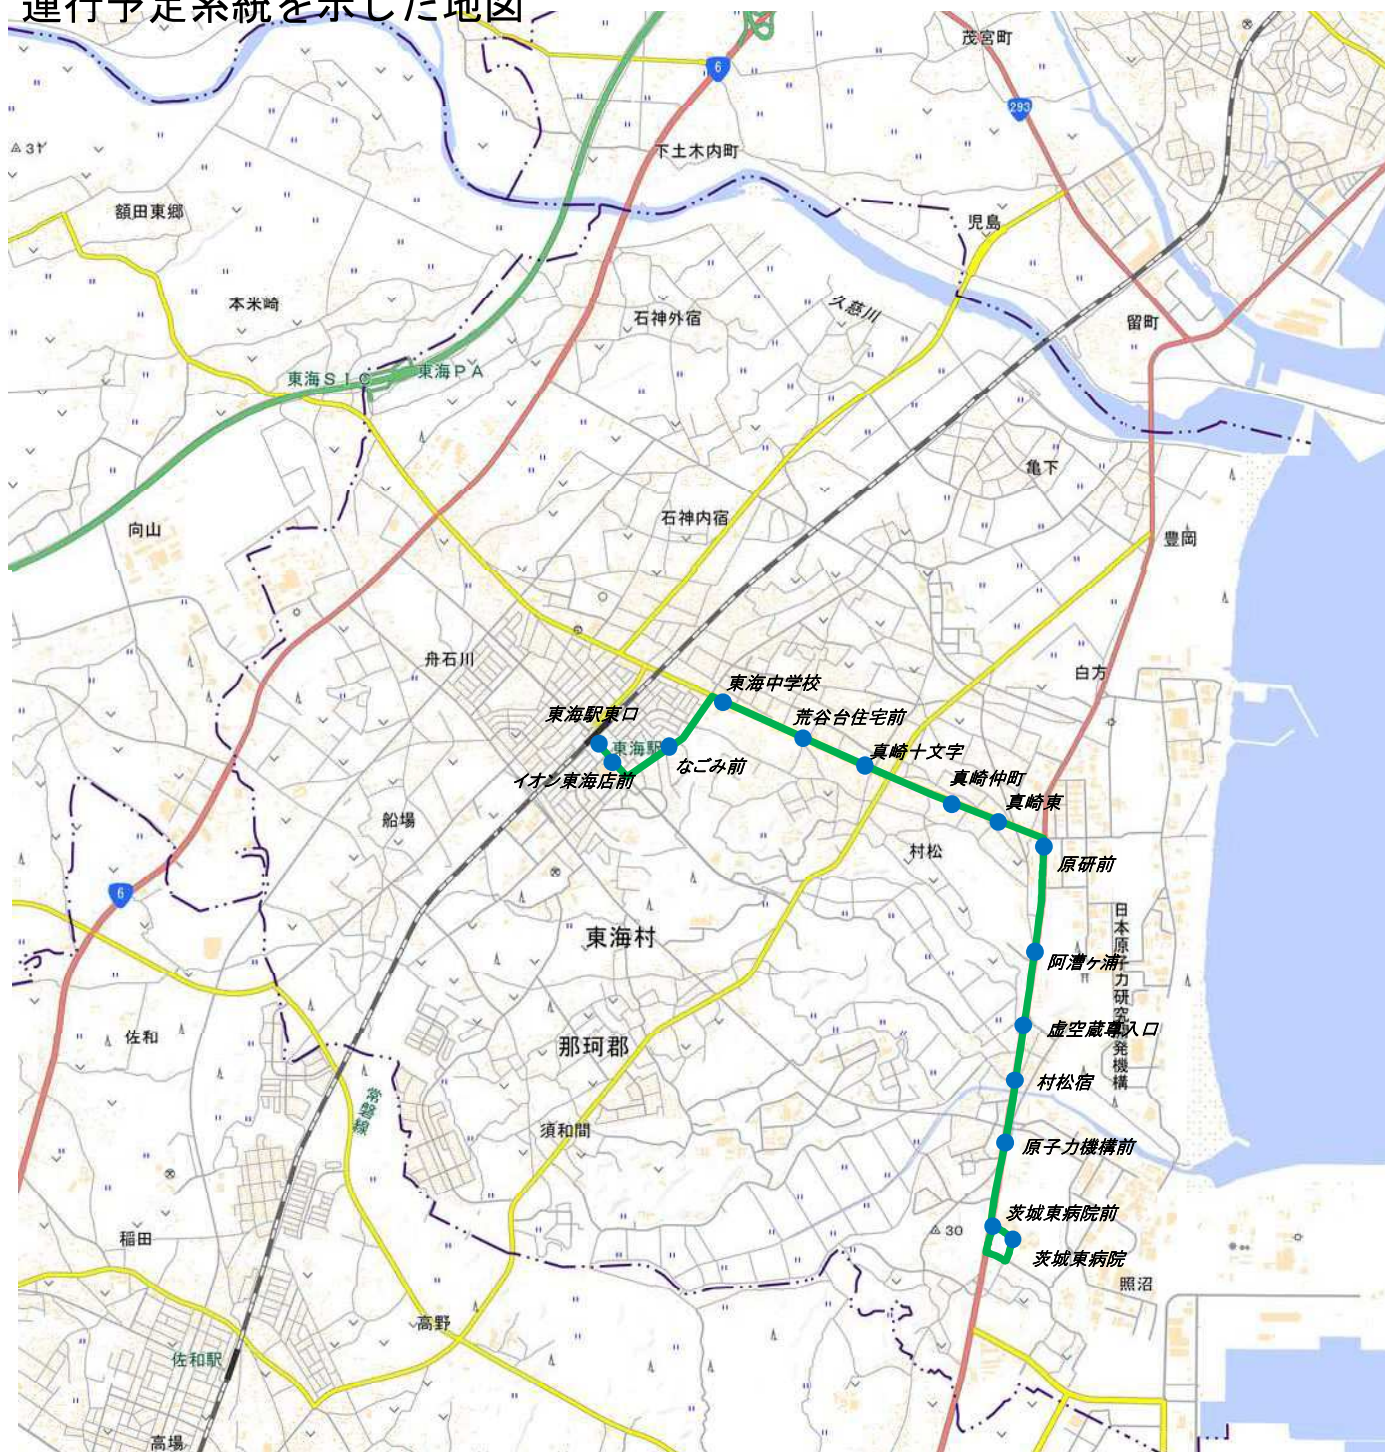 運行予定系統を示した地図
茂宮町
6
293
31
下土木内町
額田東郷
児島
本米崎
久慈川
石神外宿
留町
東海SIC
東海PA
亀下
石神内宿
向山
豊岡
舟石川
白方
東海中学校
東海駅東口
荒谷台住宅前
東海駅
真崎十文字
なごみ前
イオン東海店前
真崎仲町
真崎東
船場
村松
原研前
6
東海村
日本原子力研究開発機構
阿漕ヶ浦
虚空蔵尊入口
佐和
那珂郡
村松宿
常磐線
須和間
原子力機構前
茨城東病院前
30
稲田
茨城東病院
照沼
高野
佐和駅
高場